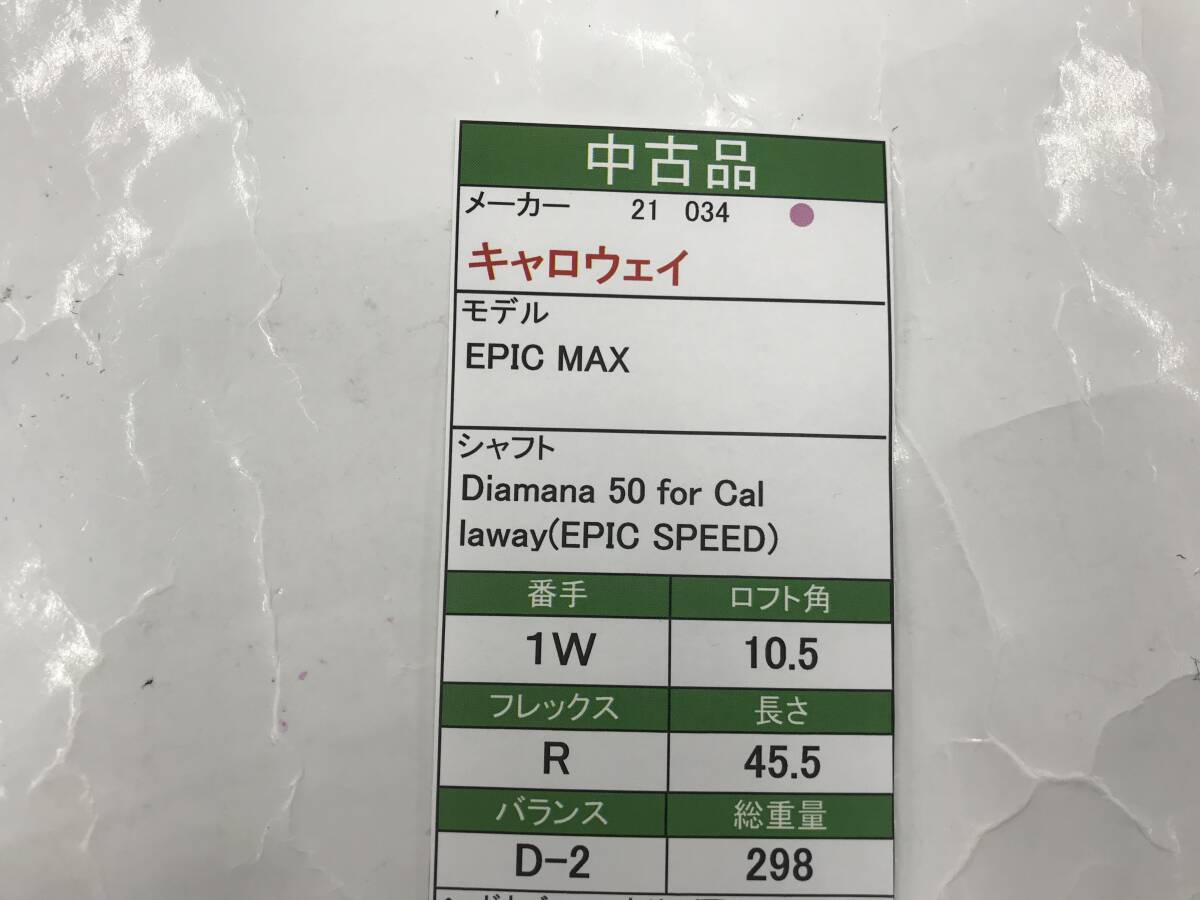 中古品
メーカー 21 034
キャロウェイ
モデル
EPIC MAX
シャフト
Diamana 50 for Cal
laway(EPIC SPEED)
番手 ロフト角
1W 10.5
フレックス 長さ
R 45.5
バランス 総重量
D-2 298